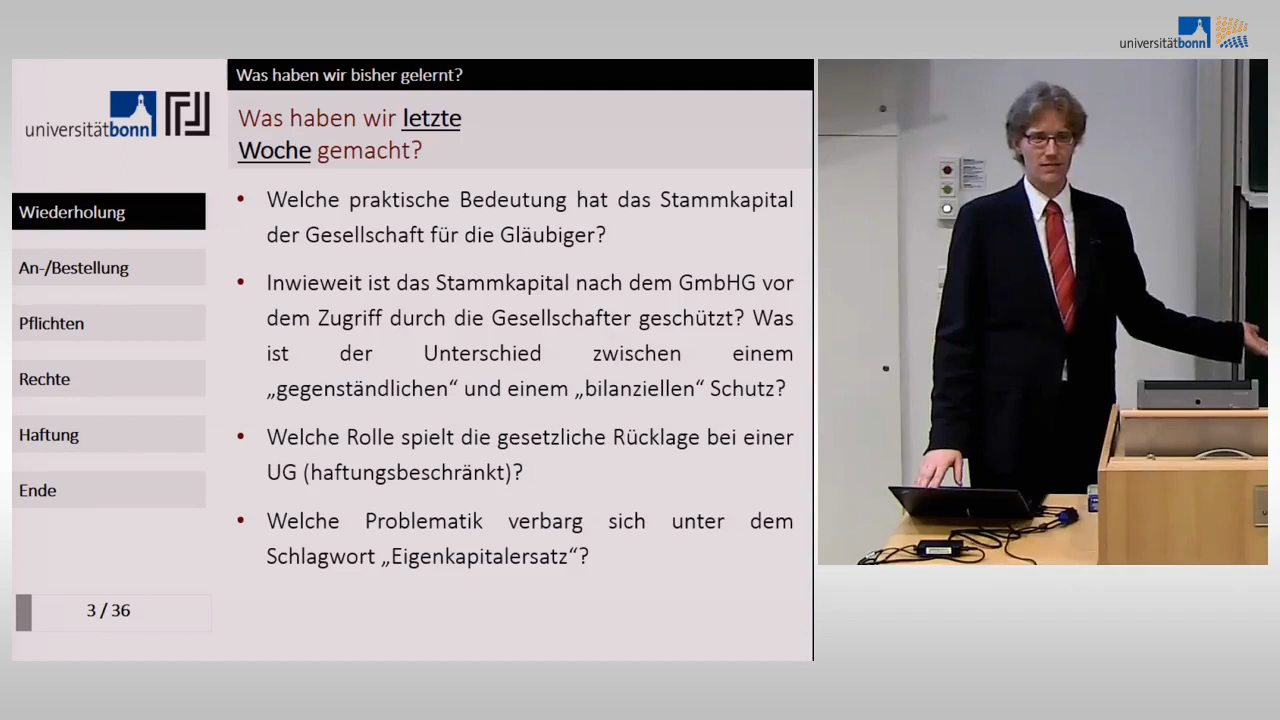 universitätbonn
Was haben wir bisher gelernt?
universitätbonn
Was haben wir letzte
Woche gemacht?
Wiederholung
An-/Bestellung
Pflichten
Rechte
Haftung
Ende
3 / 36
• Welche praktische Bedeutung hat das Stammkapital
der Gesellschaft für die Gläubiger?
• Inwieweit ist das Stammkapital nach dem GmbHG vor
dem Zugriff durch die Gesellschafter geschützt? Was
ist der Unterschied zwischen einem
„gegenständlichen“ und einem „bilanziellen“ Schutz?
• Welche Rolle spielt die gesetzliche Rücklage bei einer
UG (haftungsbeschränkt)?
• Welche Problematik verbarg sich unter dem
Schlagwort „Eigenkapitalersatz“?